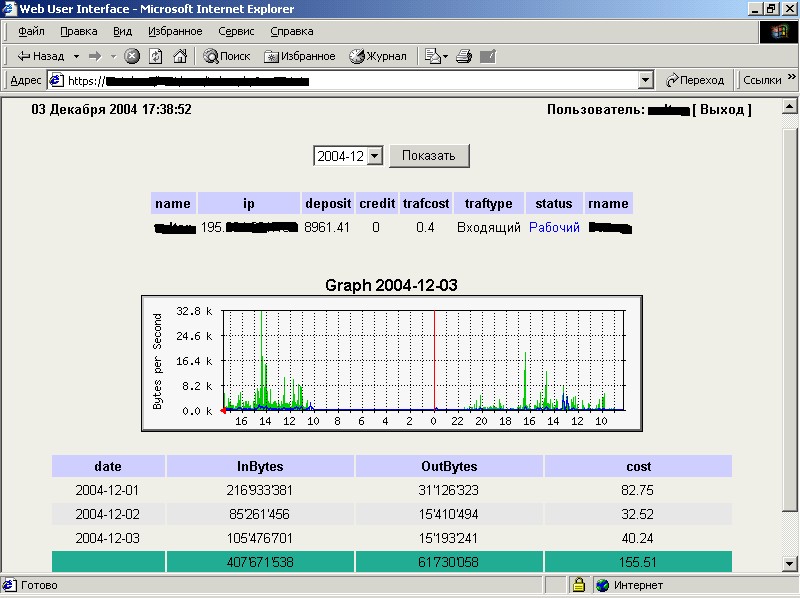 Web User Interface - Microsoft Internet Explorer
Файл Правка Вид Избранное Сервис Справка
Назад Поиск Избранное Журнал
Адрес https:// Переход Ссылки »
03 Декабря 2004 17:38:52 Пользователь: [ Выход ]
2004-12 Показать
name ip deposit credit trafcost traftype status rname
195. 8961.41 0 0.4 Входящий Рабочий
Graph 2004-12-03
Bytes per Second
32.8 k
24.6 k
16.4 k
8.2 k
0.0 k
16 14 12 10 8 6 4 2 0 22 20 18 16 14 12 10
date InBytes OutBytes cost
2004-12-01 216'933'381 31'126'323 82.75
2004-12-02 85'261'456 15'410'494 32.52
2004-12-03 105'476'701 15'193'241 40.24
407'671'538 61'730'058 155.51
Готово Интернет